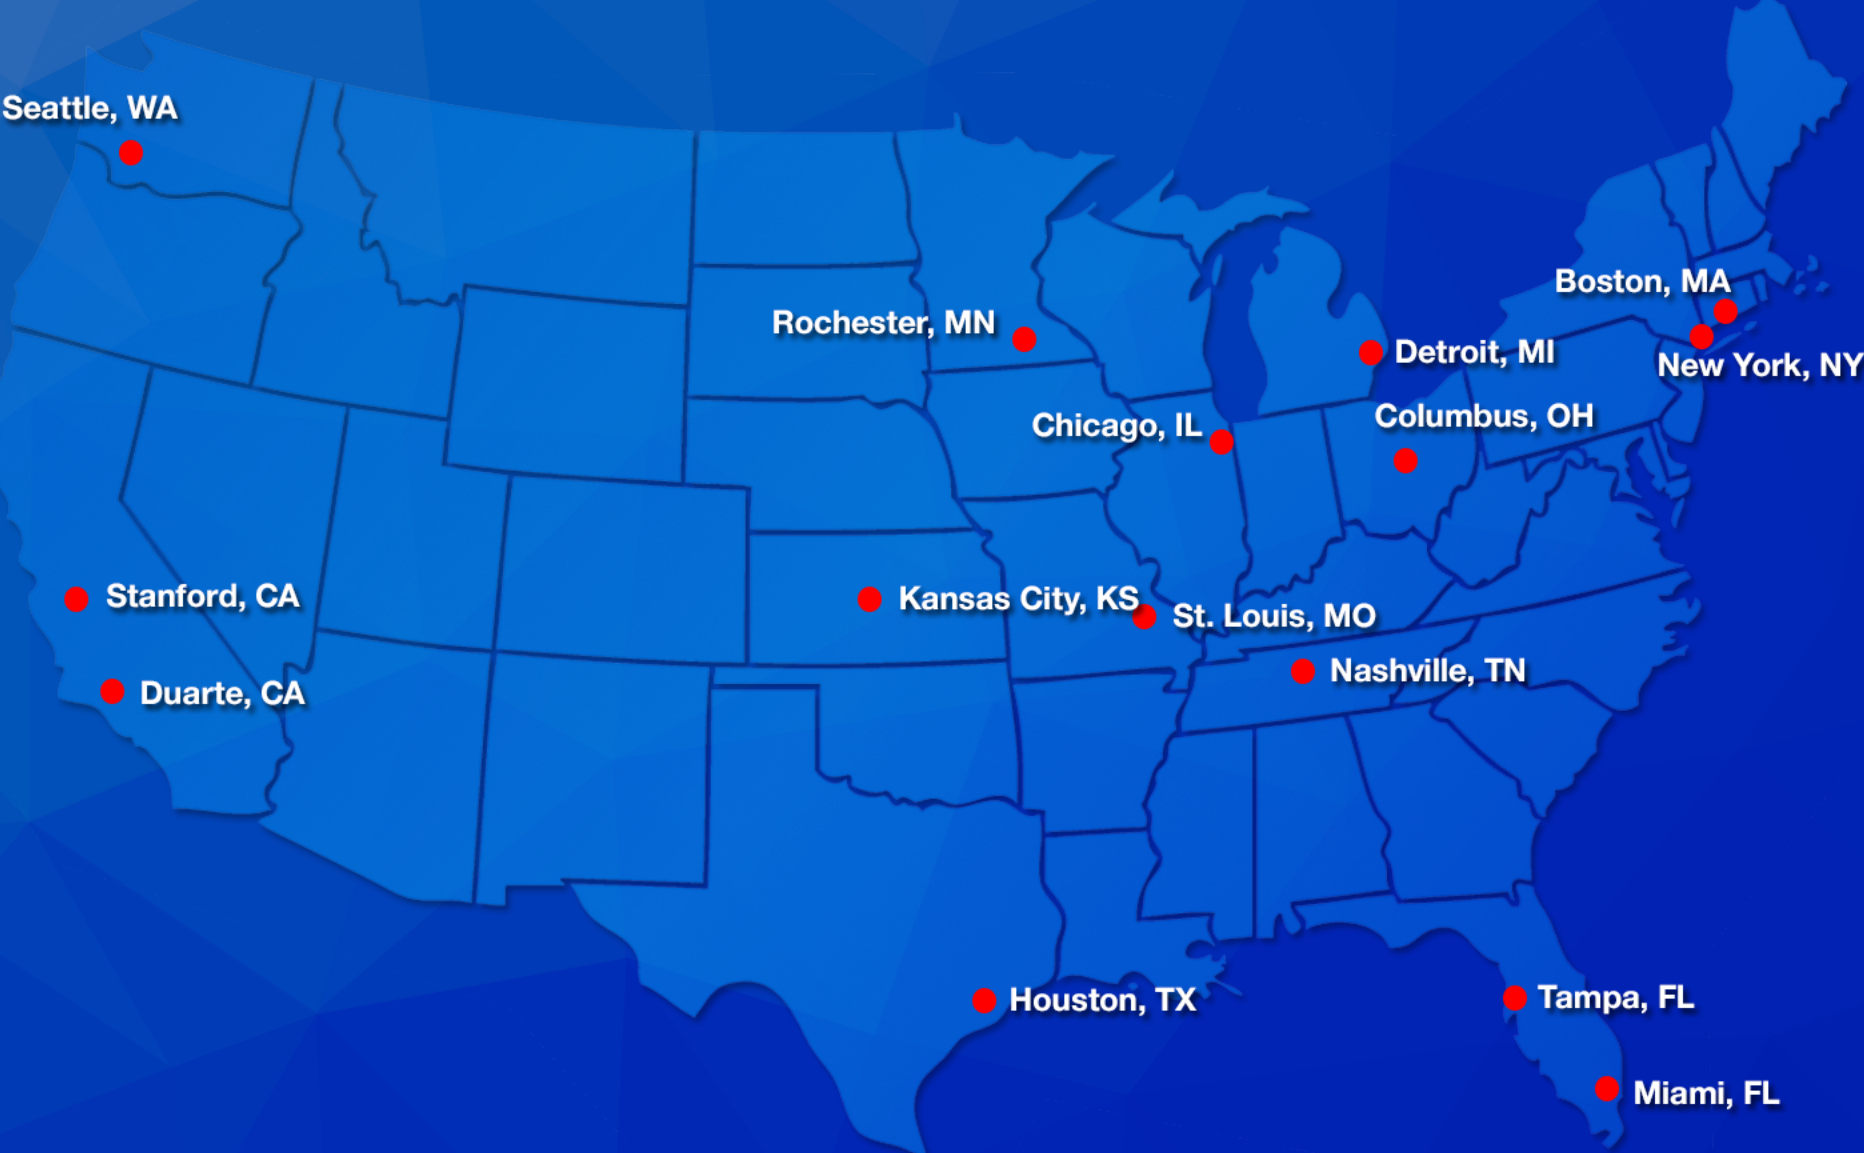 Seattle, WA
Boston, MA
Rochester, MN
Detroit, MI
New York, NY
Columbus, OH
Chicago, IL
Stanford, CA
Kansas City, KS
St. Louis, MO
Nashville, TN
Duarte, CA
Tampa, FL
Houston, TX
Miami, FL